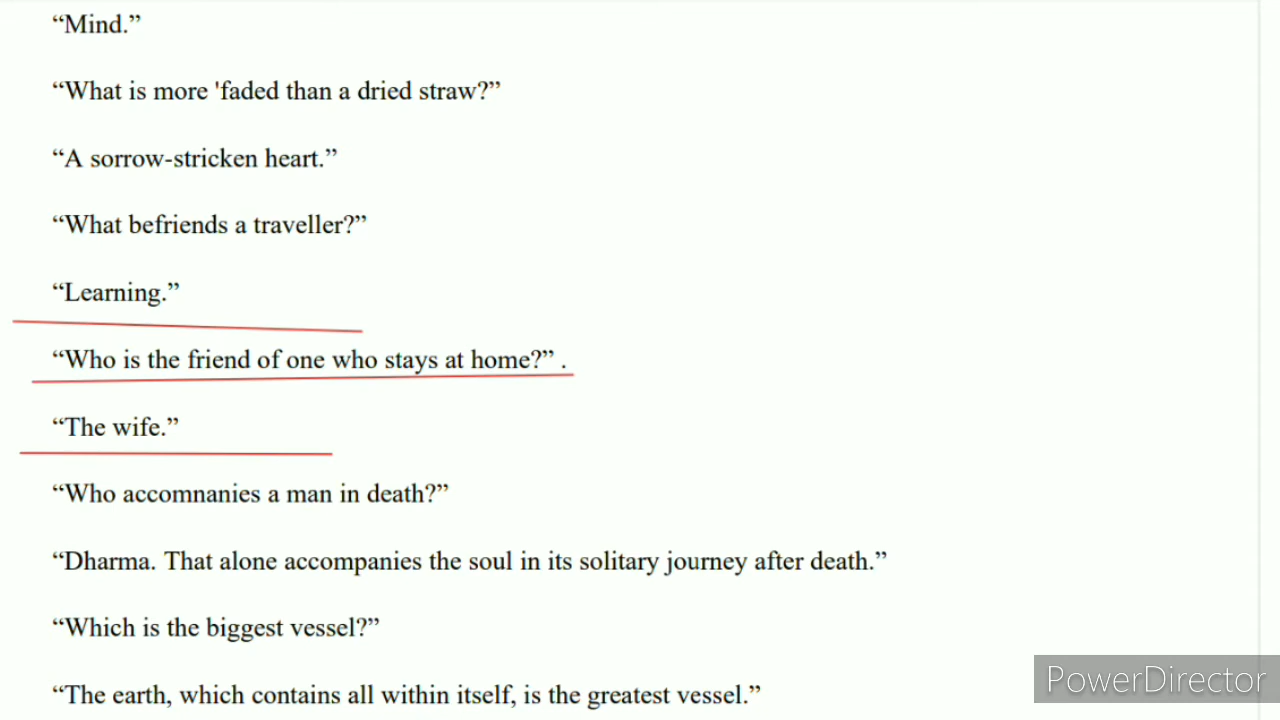 “Mind.”
“What is more 'faded than a dried straw?”
“A sorrow-stricken heart.”
“What befriends a traveller?”
“Learning.”
“Who is the friend of one who stays at home?” .
“The wife.”
“Who accomnanies a man in death?”
“Dharma. That alone accompanies the soul in its solitary journey after death.”
“Which is the biggest vessel?”
“The earth, which contains all within itself, is the greatest vessel.”
PowerDirector